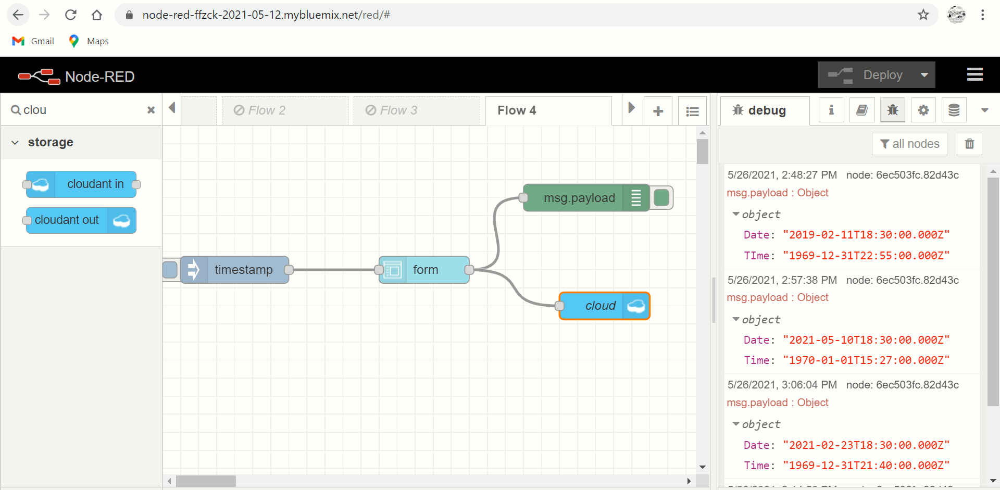 node-red-ffzck-2021-05-12.mybluemix.net/red/#
Gmail Maps
Node-RED Deploy
clou
Flow 2 Flow 3 Flow 4
debug
all nodes
storage
cloudant in
cloudant out
timestamp
form
msg.payload
cloud
5/26/2021, 2:48:27 PM node: 6ec503fc.82d43c
msg.payload : Object
object
Date: "2019-02-11T18:30:00.000Z"
TIme: "1969-12-31T22:55:00.000Z"
5/26/2021, 2:57:38 PM node: 6ec503fc.82d43c
msg.payload : Object
object
Date: "2021-05-10T18:30:00.000Z"
Time: "1970-01-01T15:27:00.000Z"
5/26/2021, 3:06:04 PM node: 6ec503fc.82d43c
msg.payload : Object
object
Date: "2021-02-23T18:30:00.000Z"
Time: "1969-12-31T21:40:00.000Z"